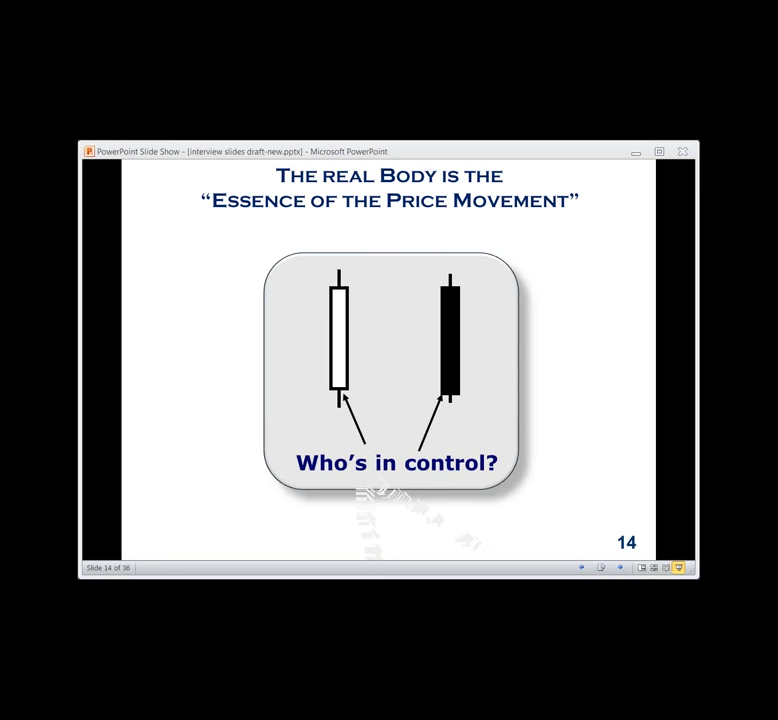 PowerPoint Slide Show - [interview slides draft-new.pptx] - Microsoft PowerPoint
The real Body is the
“Essence of the Price Movement”
Who’s in control?
14
Slide 14 of 36